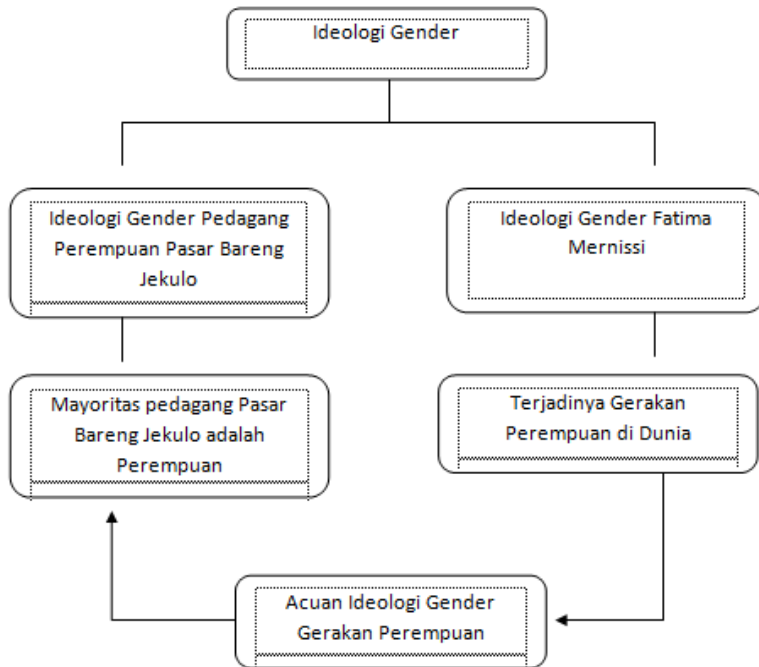 Ideologi Gender
Ideologi Gender Pedagang
Perempuan Pasar Bareng
Jekulo
Ideologi Gender Fatima
Mernissi
Mayoritas pedagang Pasar
Bareng Jekulo adalah
Perempuan
Terjadinya Gerakan
Perempuan di Dunia
Acuan Ideologi Gender
Gerakan Perempuan